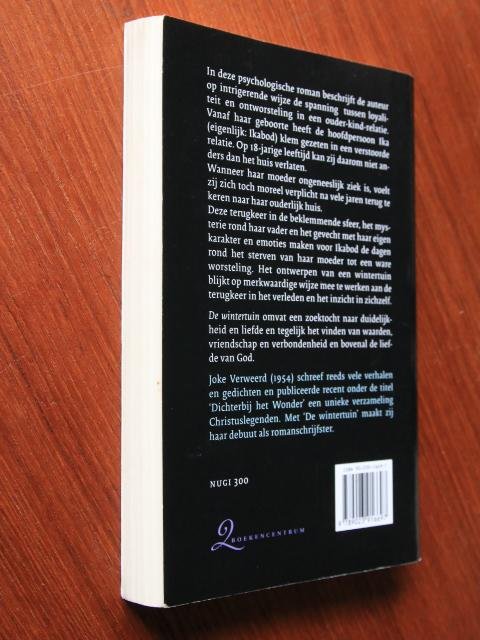 In deze psychologische roman beschrijft de auteur
op intrigerende wijze de spanning tussen loyali-
teit en ontworsteling in een ouder-kind-relatie.
Vanaf haar geboorte heeft de hoofdpersoon Ika
(eigenlijk: Ikabod) klem gezeten in een verstoorde
relatie. Op 18-jarige leeftijd kan zij daarom niet an-
ders dan het huis verlaten.
Wanneer haar moeder ongeneeslijk ziek is, voelt
zij zich toch moreel verplicht na vele jaren terug te
keren naar haar ouderlijk huis.
Deze terugkeer in de beklemmende sfeer, het mys-
terie rond haar vader en het gevecht met haar eigen
karakter en emoties maken voor Ikabod de dagen
rond het sterven van haar moeder tot een ware
worsteling. Het ontwerpen van een wintertuin
blijkt op merkwaardige wijze mee te werken aan de
terugkeer in het verleden en het inzicht in zichzelf.
De wintertuin omvat een zoektocht naar duidelijk-
heid en liefde en tegelijk het vinden van waarden,
vriendschap en verbondenheid en bovenal de lief-
de van God.
Joke Verweerd (1954) schreef reeds vele verhalen
en gedichten en publiceerde recent onder de titel
'Dichterbij het Wonder' een unieke verzameling
Christuslegenden. Met 'De wintertuin' maakt zij
haar debuut als romanschrijfster.
NUGI 300
BOEKENCENTRUM